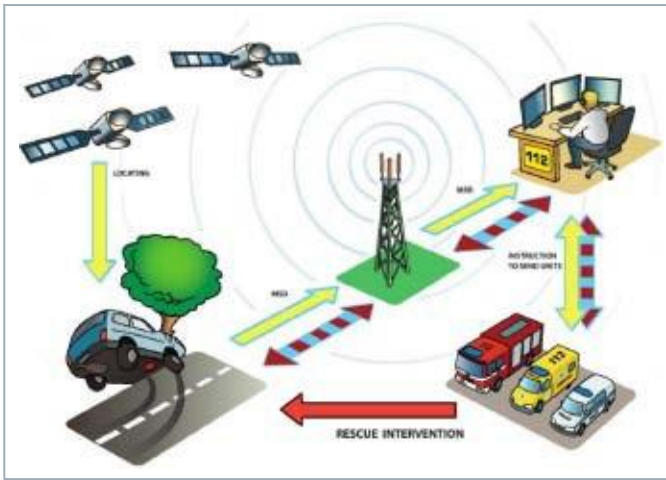 LOCATING
MSD
112
MSD
INSTRUCTION
TO SEND UNITS
112
RESCUE INTERVENTION